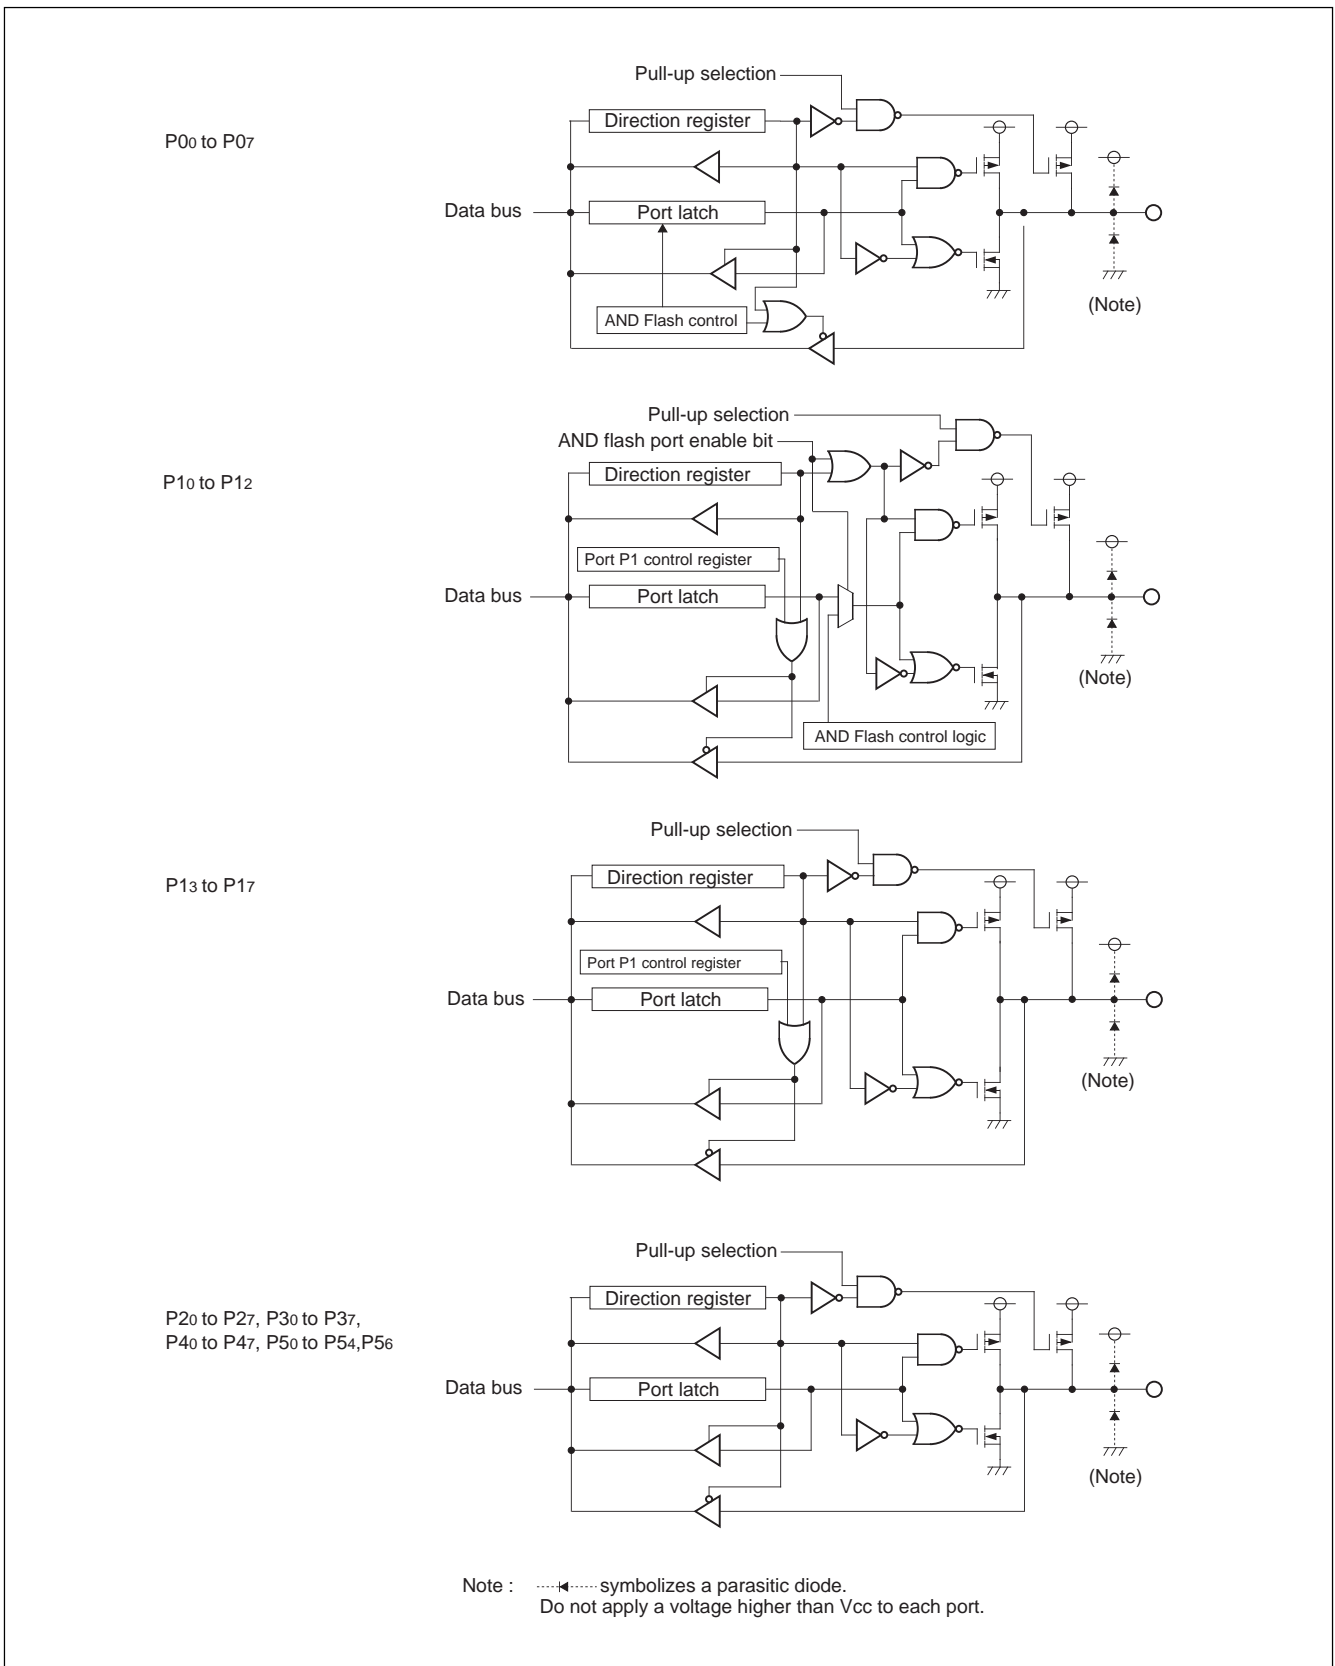 Pull-up selection
Direction register
P00 to P07
Data bus
Port latch
AND Flash control
(Note)
Pull-up selection
AND flash port enable bit
Direction register
P10 to P12
Port P1 control register
Data bus
Port latch
(Note)
AND Flash control logic
Pull-up selection
Direction register
P13 to P17
Port P1 control register
Data bus
Port latch
(Note)
Pull-up selection
Direction register
P20 to P27, P30 to P37,
P40 to P47, P50 to P54,P56
Data bus
Port latch
(Note)
Note : symbolizes a parasitic diode.
Do not apply a voltage higher than Vcc to each port.